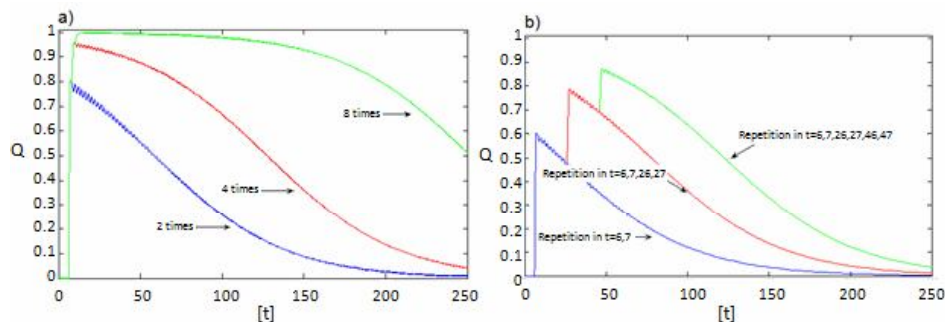 a)
1
0.9
0.8
0.7
0.6
0.5
0.4
0.3
0.2
0.1
0
Q
8 times
4 times
2 times
0
50
100
150
200
250
[t]
b)
1
0.9
0.8
0.7
0.6
0.5
0.4
0.3
0.2
0.1
0
Q
Repetition in t=6,7,26,27,46,47
Repetition in t=6,7,26,27
Repetition in t=6,7
0
50
100
150
200
250
[t]